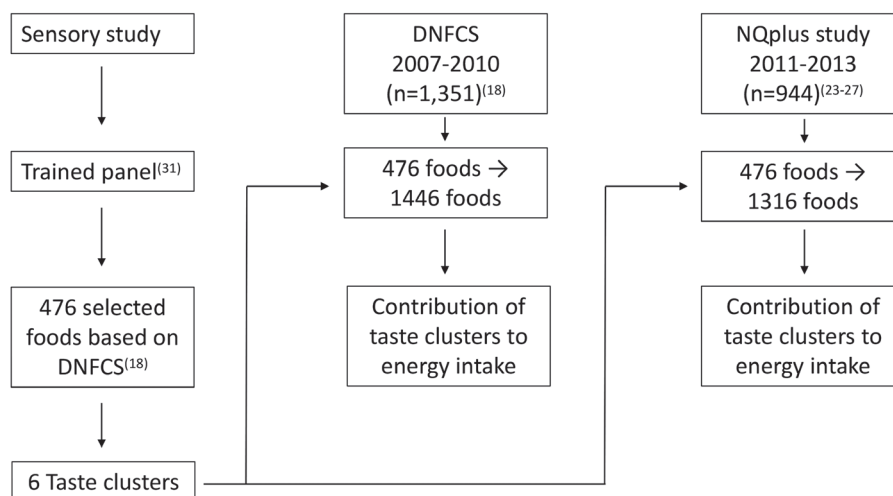 Sensory study
Trained panel(31)
476 selected
foods based on
DNFCS(18)
6 Taste clusters
DNFCS
2007-2010
(n=1,351)(18)
476 foods →
1446 foods
Contribution of
taste clusters to
energy intake
NQplus study
2011-2013
(n=944)(23-27)
476 foods →
1316 foods
Contribution of
taste clusters to
energy intake